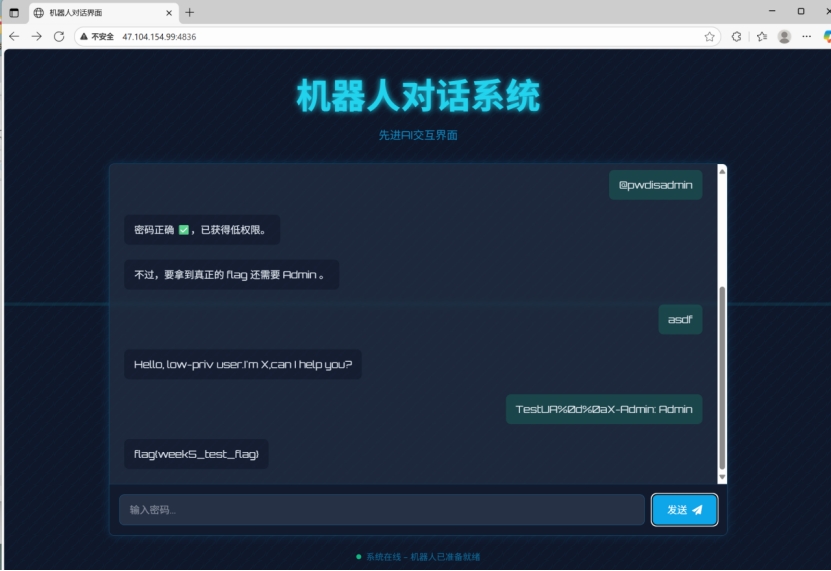 机器人对话界面
不安全 47.104.154.99:4836
机器人对话系统
先进AI交互界面
@pwdisadmin
密码正确 ✅，已获得低权限。
不过，要拿到真正的 flag 还需要 Admin 。
asdf
Hello, low-priv user.I'm X,can I help you?
TestUA%0d%0aX-Admin: Admin
flag{week5_test_flag}
输入密码...
发送
系统在线 - 机器人已准备就绪